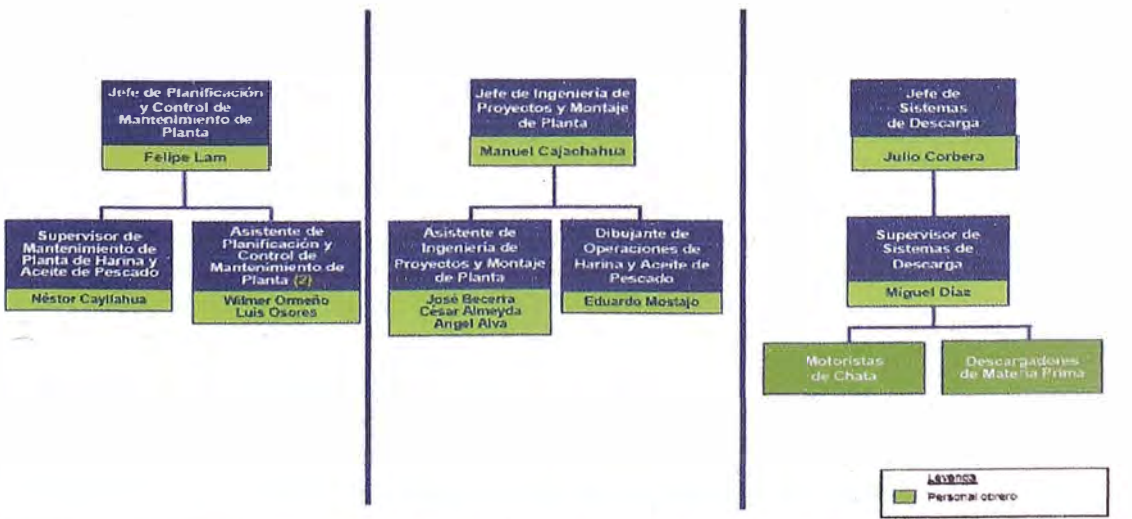 Jefe de Planificación
y Control de
Mantenimiento de
Planta
Felipe Lam
Supervisor de
Mantenimiento de
Planta de Harina y
Aceite de Pescado
Néstor Cayllahua
Asistente de
Planificación y
Control de
Mantenimiento de
Planta (2)
Wilmer Ormeño
Luis Osores
Jefe de Ingeniería de
Proyectos y Montaje
de Planta
Manuel Cajachahua
Asistente de
Ingeniería de
Proyectos y Montaje
de Planta
José Becerra
César Almeyda
Angel Alva
Dibujante de
Operaciones de
Harina y Aceite de
Pescado
Eduardo Mostajo
Jefe de
Sistemas
de Descarga
Julio Corbera
Supervisor de
Sistemas de
Descarga
Miguel Díaz
Motoristas
de Chata
Descargadores
de Materia Prima
Leyenda
Personal obrero